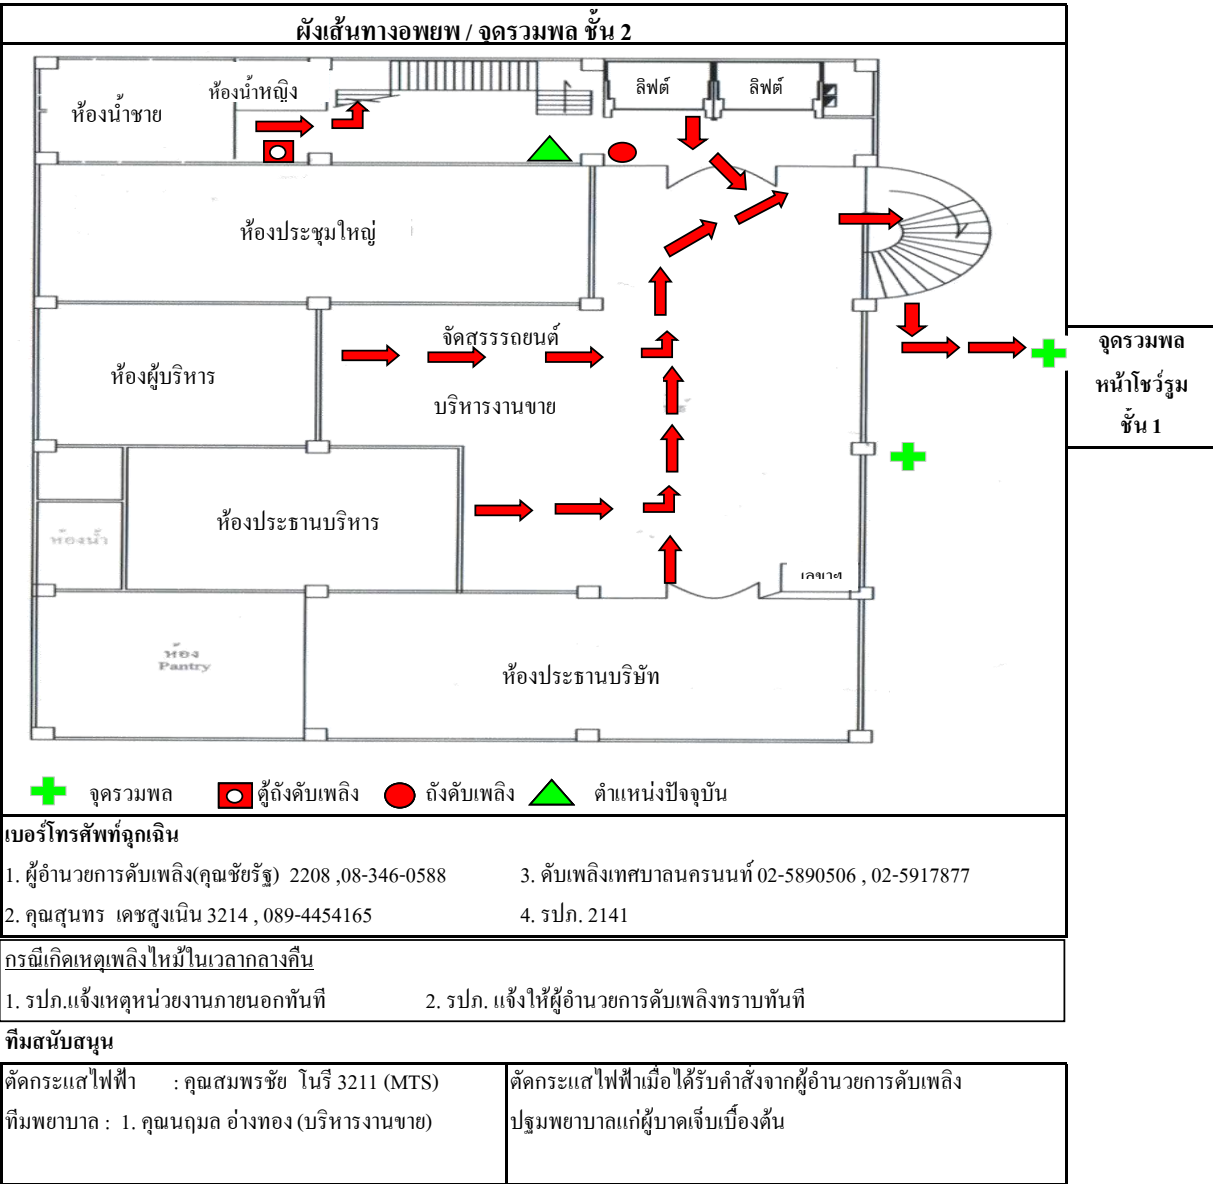 ผังเส้นทางอพยพ / จุดรวมพล ชั้น 2
ห้องน้ำชาย
ห้องน้ำหญิง
ลิฟต์
ลิฟต์
ห้องประชุมใหญ่
จัดสรรรถยนต์
ห้องผู้บริหาร
บริหารงานขาย
จุดรวมพล
หน้าโชว์รูม
ชั้น 1
ห้องประธานบริหาร
ห้องน้ำ
เลขาฯ
ห้อง
Pantry
ห้องประธานบริษัท
จุดรวมพล
ตู้ถังดับเพลิง
ถังดับเพลิง
ตำแหน่งปัจจุบัน
เบอร์โทรศัพท์ฉุกเฉิน
1. ผู้อำนวยการดับเพลิง(คุณชัยรัฐ) 2208 ,08-346-0588
3. ดับเพลิงเทศบาลนครนนท์ 02-5890506 , 02-5917877
2. คุณสุนทร เดชสูงเนิน 3214 , 089-4454165
4. รปภ. 2141
กรณีเกิดเหตุเพลิงไหม้ในเวลากลางคืน
1. รปภ.แจ้งเหตุหน่วยงานภายนอกทันที
2. รปภ. แจ้งให้ผู้อำนวยการดับเพลิงทราบทันที
ทีมสนับสนุน
ตัดกระแสไฟฟ้า : คุณสมพรชัย โนรี 3211 (MTS)
ตัดกระแสไฟฟ้าเมื่อได้รับคำสั่งจากผู้อำนวยการดับเพลิง
ทีมพยาบาล : 1. คุณนฤมล อ่างทอง (บริหารงานขาย)
ปฐมพยาบาลแก่ผู้บาดเจ็บเบื้องต้น